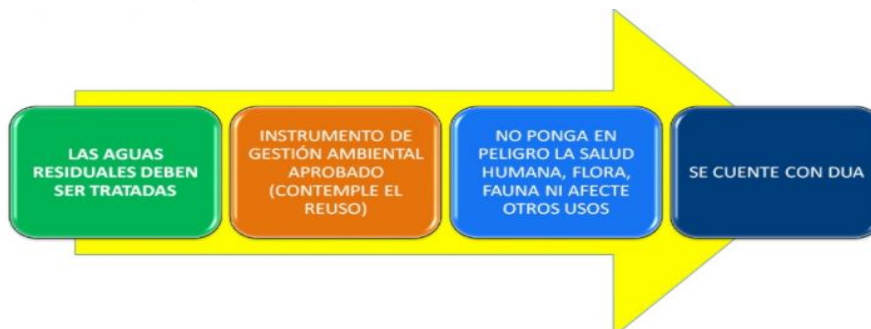 LAS AGUAS
RESIDUALES DEBEN
SER TRATADAS
INSTRUMENTO DE
GESTIÓN AMBIENTAL
APROBADO
(CONTEMPLE EL
REUSO)
NO PONGA EN
PELIGRO LA SALUD
HUMANA, FLORA,
FAUNA NI AFECTE
OTROS USOS
SE CUENTE CON DUA